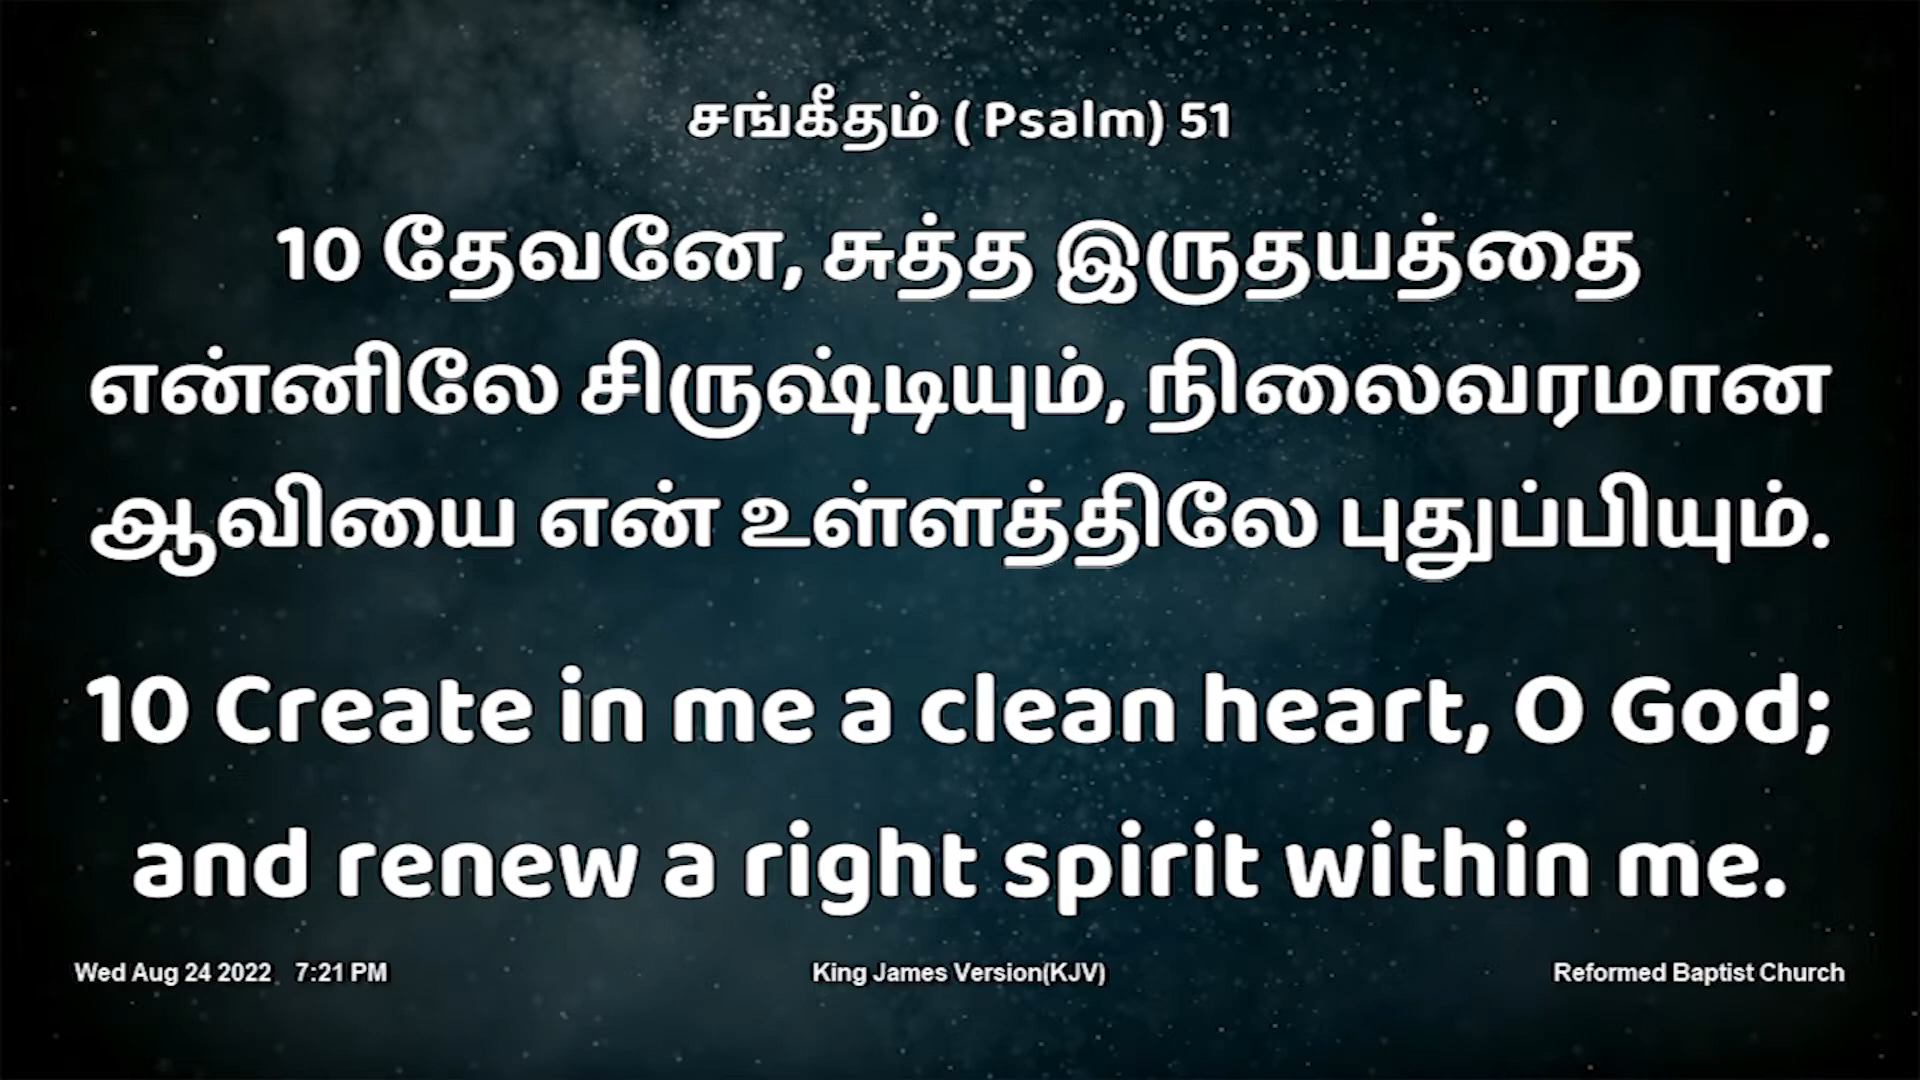 சங்கீதம் ( Psalm) 51
10 தேவனே, சுத்த இருதயத்தை
என்னிலே சிருஷ்டியும், நிலைவரமான
ஆவியை என் உள்ளத்திலே புதுப்பியும்.
10 Create in me a clean heart, O God;
and renew a right spirit within me.
Wed Aug 24 2022 7:21 PM King James Version(KJV) Reformed Baptist Church